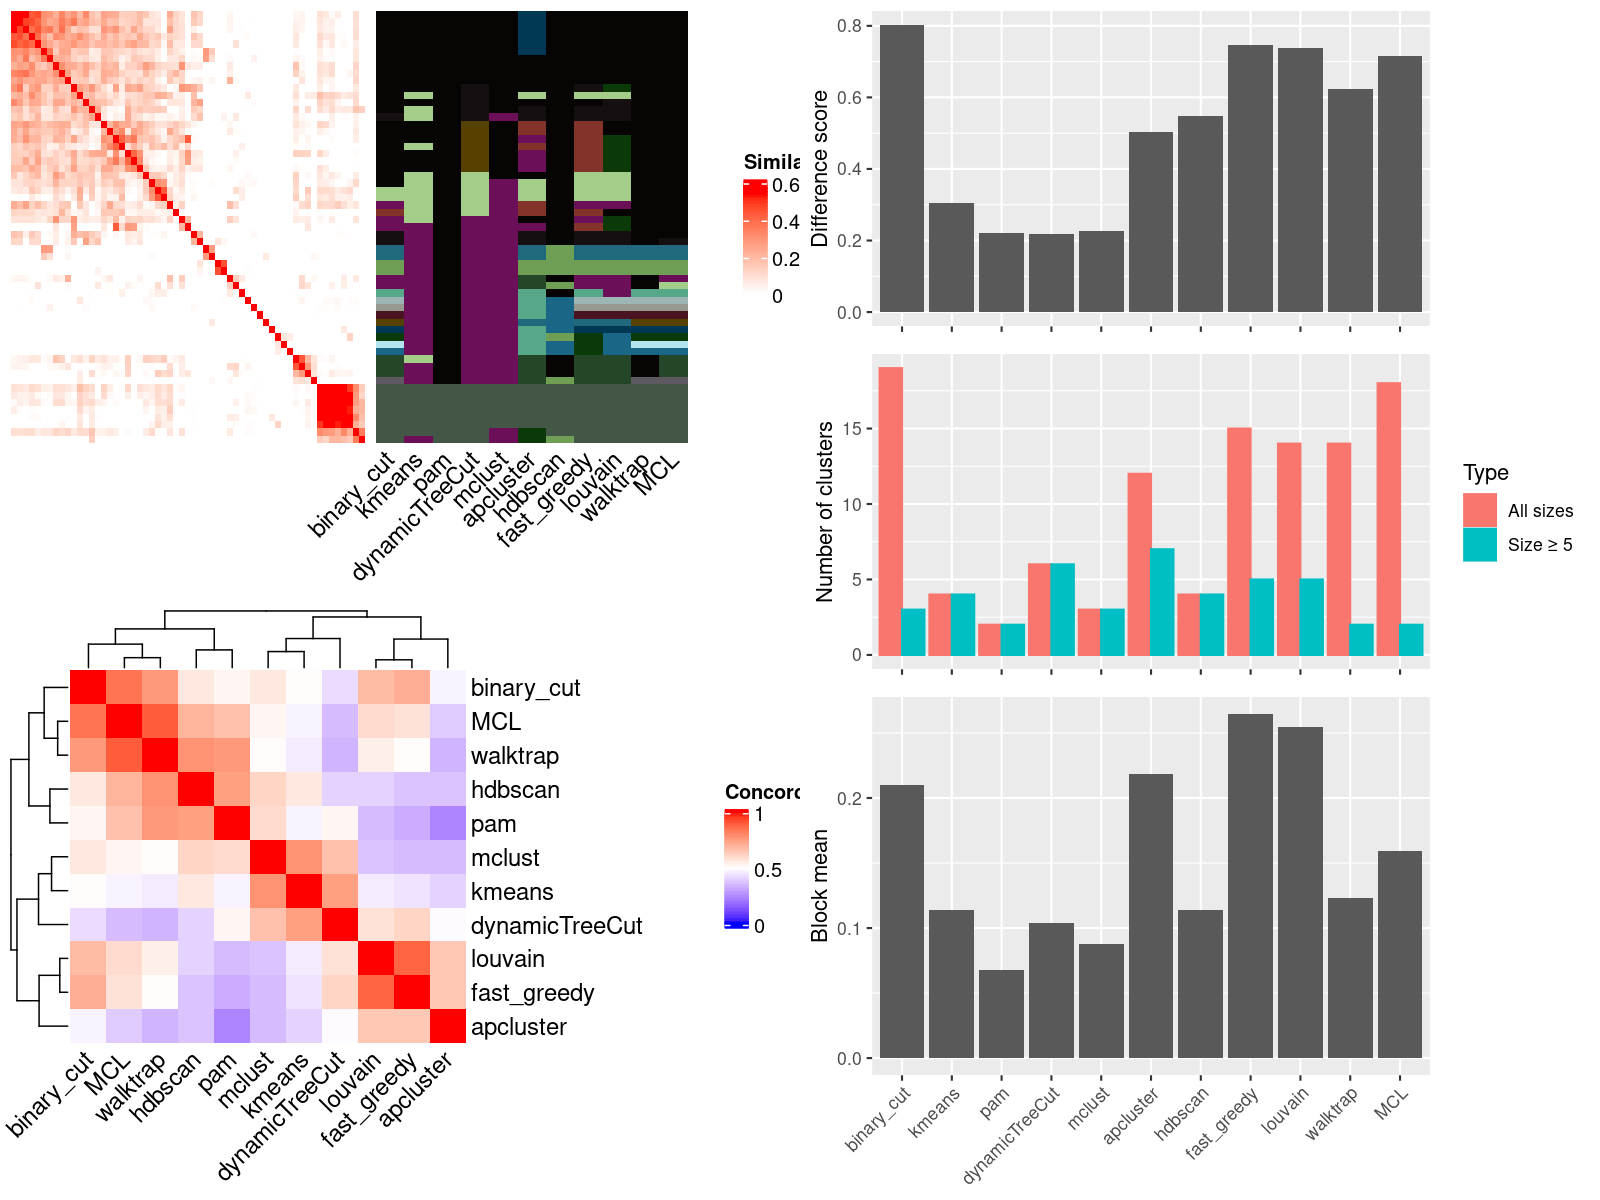 Simila
0.6
0.4
0.2
0
binary_cut
kmeans
pam
dynamicTreeCut
mclust
apcluster
hdbscan
fast_greedy
louvain
walktrap
MCL
Difference score
0.8
0.6
0.4
0.2
0.0
Number of clusters
15
10
5
0
Type
All sizes
Size ≥ 5
binary_cut
MCL
walktrap
hdbscan
pam
mclust
kmeans
dynamicTreeCut
louvain
fast_greedy
apcluster
binary_cut
MCL
walktrap
hdbscan
pam
mclust
kmeans
dynamicTreeCut
louvain
fast_greedy
apcluster
Concord
1
0.5
0
Block mean
0.2
0.1
0.0
binary_cut
kmeans
pam
dynamicTreeCut
mclust
apcluster
hdbscan
fast_greedy
louvain
walktrap
MCL